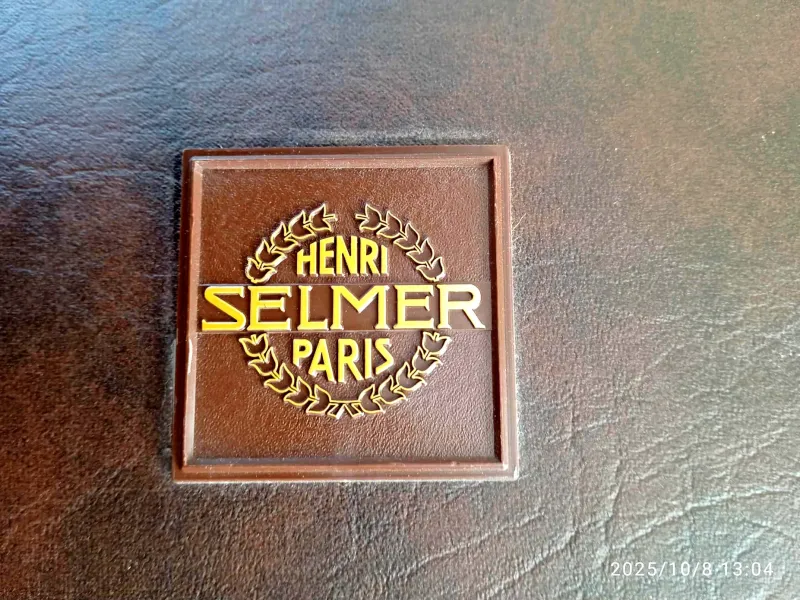 HENRI
SELMER
PARIS
2025/10/8 13:04